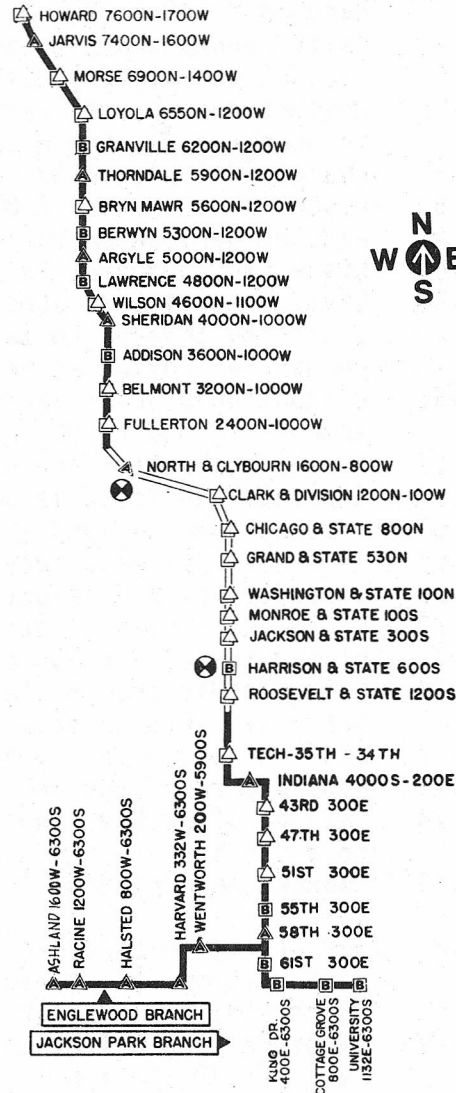 HOWARD 7600N-1700W
A JARVIS 7400N-1600W
MORSE 6900N-1400W
LOYOLA 6550N-1200W
B GRANVILLE 6200N-1200W
A THORNDALE 5900N-1200W
BRYN MAWR 5600N-1200W
B BERWYN 5300N-1200W
A ARGYLE 5000N-1200W
B LAWRENCE 4800N-1200W
WILSON 4600N-1100W
A SHERIDAN 4000N-1000W
B ADDISON 3600N-1000W
BELMONT 3200N-1000W
FULLERTON 2400N-1000W
N
W E
S
A NORTH & CLYBOURN 1600N-800W
CLARK & DIVISION 1200N-100W
CHICAGO & STATE 800N
GRAND & STATE 530N
WASHINGTON & STATE 100N
MONROE & STATE 100S
JACKSON & STATE 300S
B HARRISON & STATE 600S
ROOSEVELT & STATE 1200S
TECH-35TH - 34TH
A INDIANA 4000S-200E
43RD 300E
47TH 300E
51ST 300E
B 55TH 300E
A 58TH 300E
B 61ST 300E
A ASHLAND 1600W-6300S
A RACINE 1200W-6300S
A HALSTED 800W-6300S
A HARVARD 332W-6300S
A WENTWORTH 200W-5900S
ENGLEWOOD BRANCH
JACKSON PARK BRANCH
B KING DR.
400E-6300S
B COTTAGE GROVE
800E-6300S
B UNIVERSITY
1132E-6300S